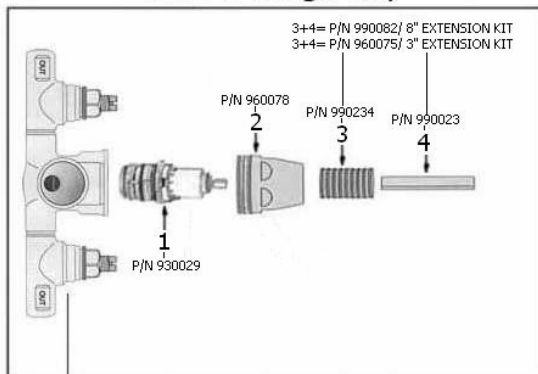 3+4= P/N 990082/ 8" EXTENSION KIT
3+4= P/N 960075/ 3" EXTENSION KIT
P/N 960078
2
P/N 990234
3
P/N 990023
4
OUT
1
P/N 930029
OUT